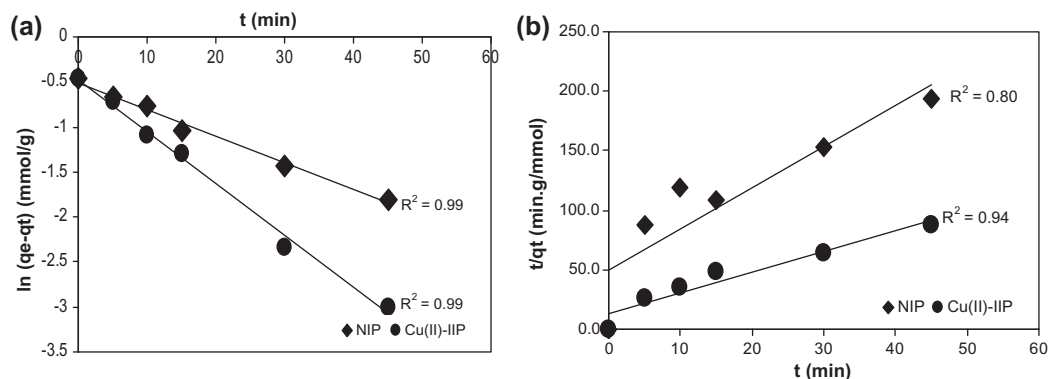 (a)
t (min)
0
0 10 20 30 40 50 60
-0.5
-1
-1.5
-2
-2.5
-3
-3.5
ln (qe-qt) (mmol/g)
R² = 0.99
R² = 0.99
NIP Cu(II)-IIP
(b)
250.0
200.0
150.0
100.0
50.0
0.0
t/qt (min.g/mmol)
R² = 0.80
R² = 0.94
NIP Cu(II)-IIP
0 10 20 30 40 50 60
t (min)